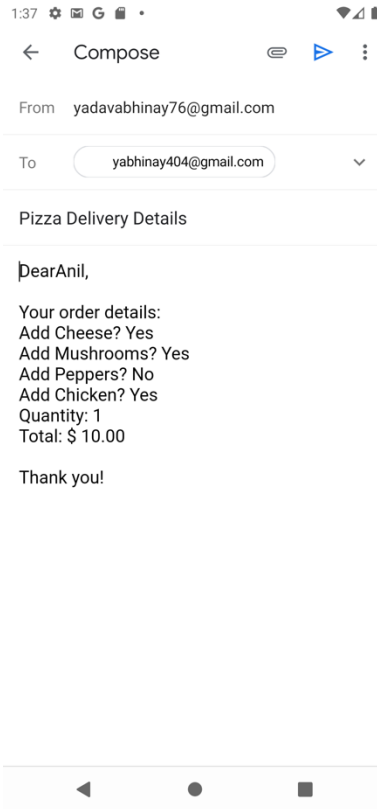 1:37
Compose
From yadavabhinay76@gmail.com
To yabhinay404@gmail.com
Pizza Delivery Details
DearAnil,
Your order details:
Add Cheese? Yes
Add Mushrooms? Yes
Add Peppers? No
Add Chicken? Yes
Quantity: 1
Total: $ 10.00
Thank you!